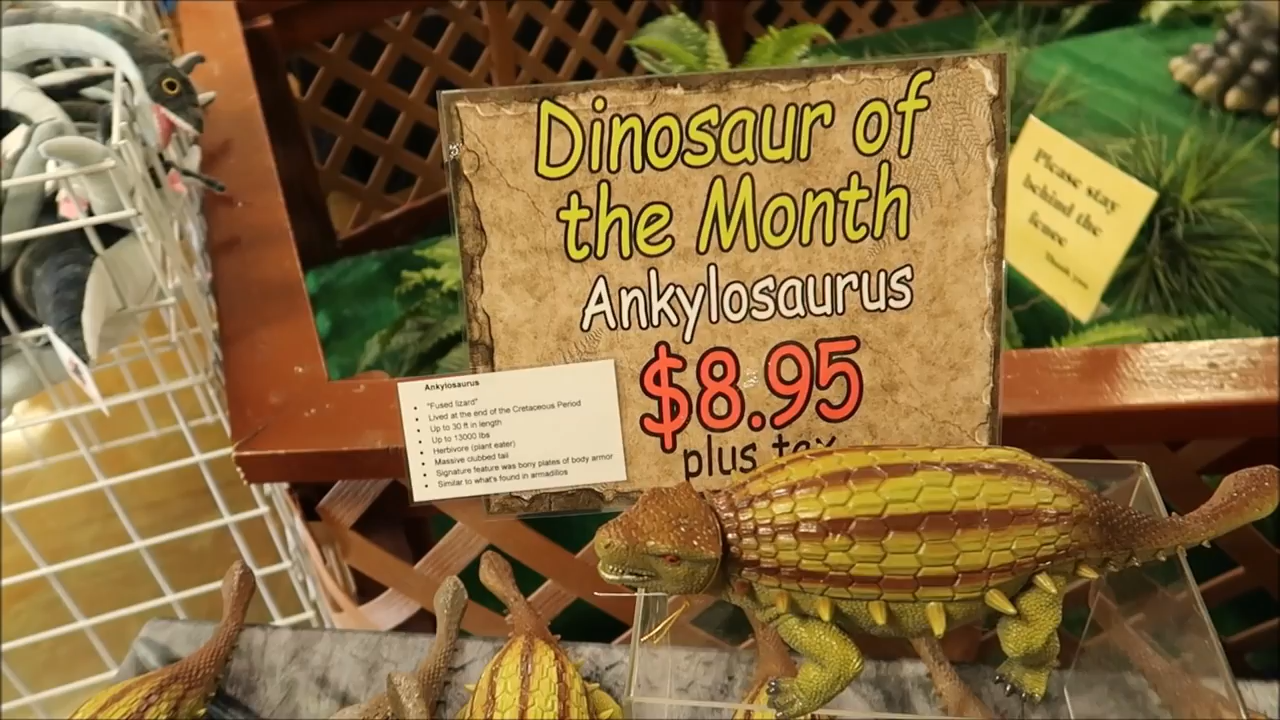 Dinosaur of
the Month
Ankylosaurus
$8.95
plus tax
Please stay
behind the
fence
Thank you.
Ankylosaurus
• "Fused lizard"
• Lived at the end of the Cretaceous Period
• Up to 30 ft in length
• Up to 13000 lbs
• Herbivore (plant eater)
• Massive clubbed tail
• Signature feature was bony plates of body armor
• Similar to what's found in armadillos